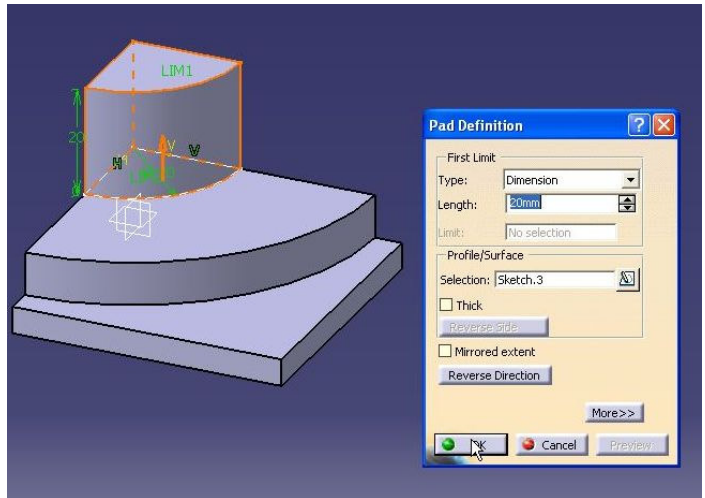 LIM1
20
H
V
V
Pad Definition
First Limit
Type: Dimension
Length: 20mm
Limit: No selection
Profile/Surface
Selection: Sketch.3
Thick
Reverse Side
Mirrored extent
Reverse Direction
More>>
OK Cancel Preview